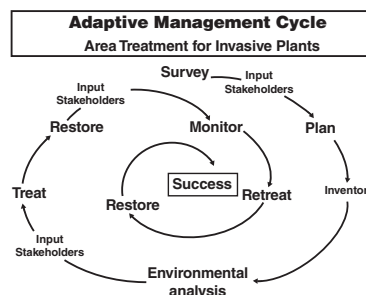 Adaptive Management Cycle
Area Treatment for Invasive Plants
Survey
Input
Stakeholders
Input
Stakeholders
Restore
Monitor
Plan
Success
Treat
Restore
Retreat
Inventor
Input
Stakeholders
Environmental
analysis